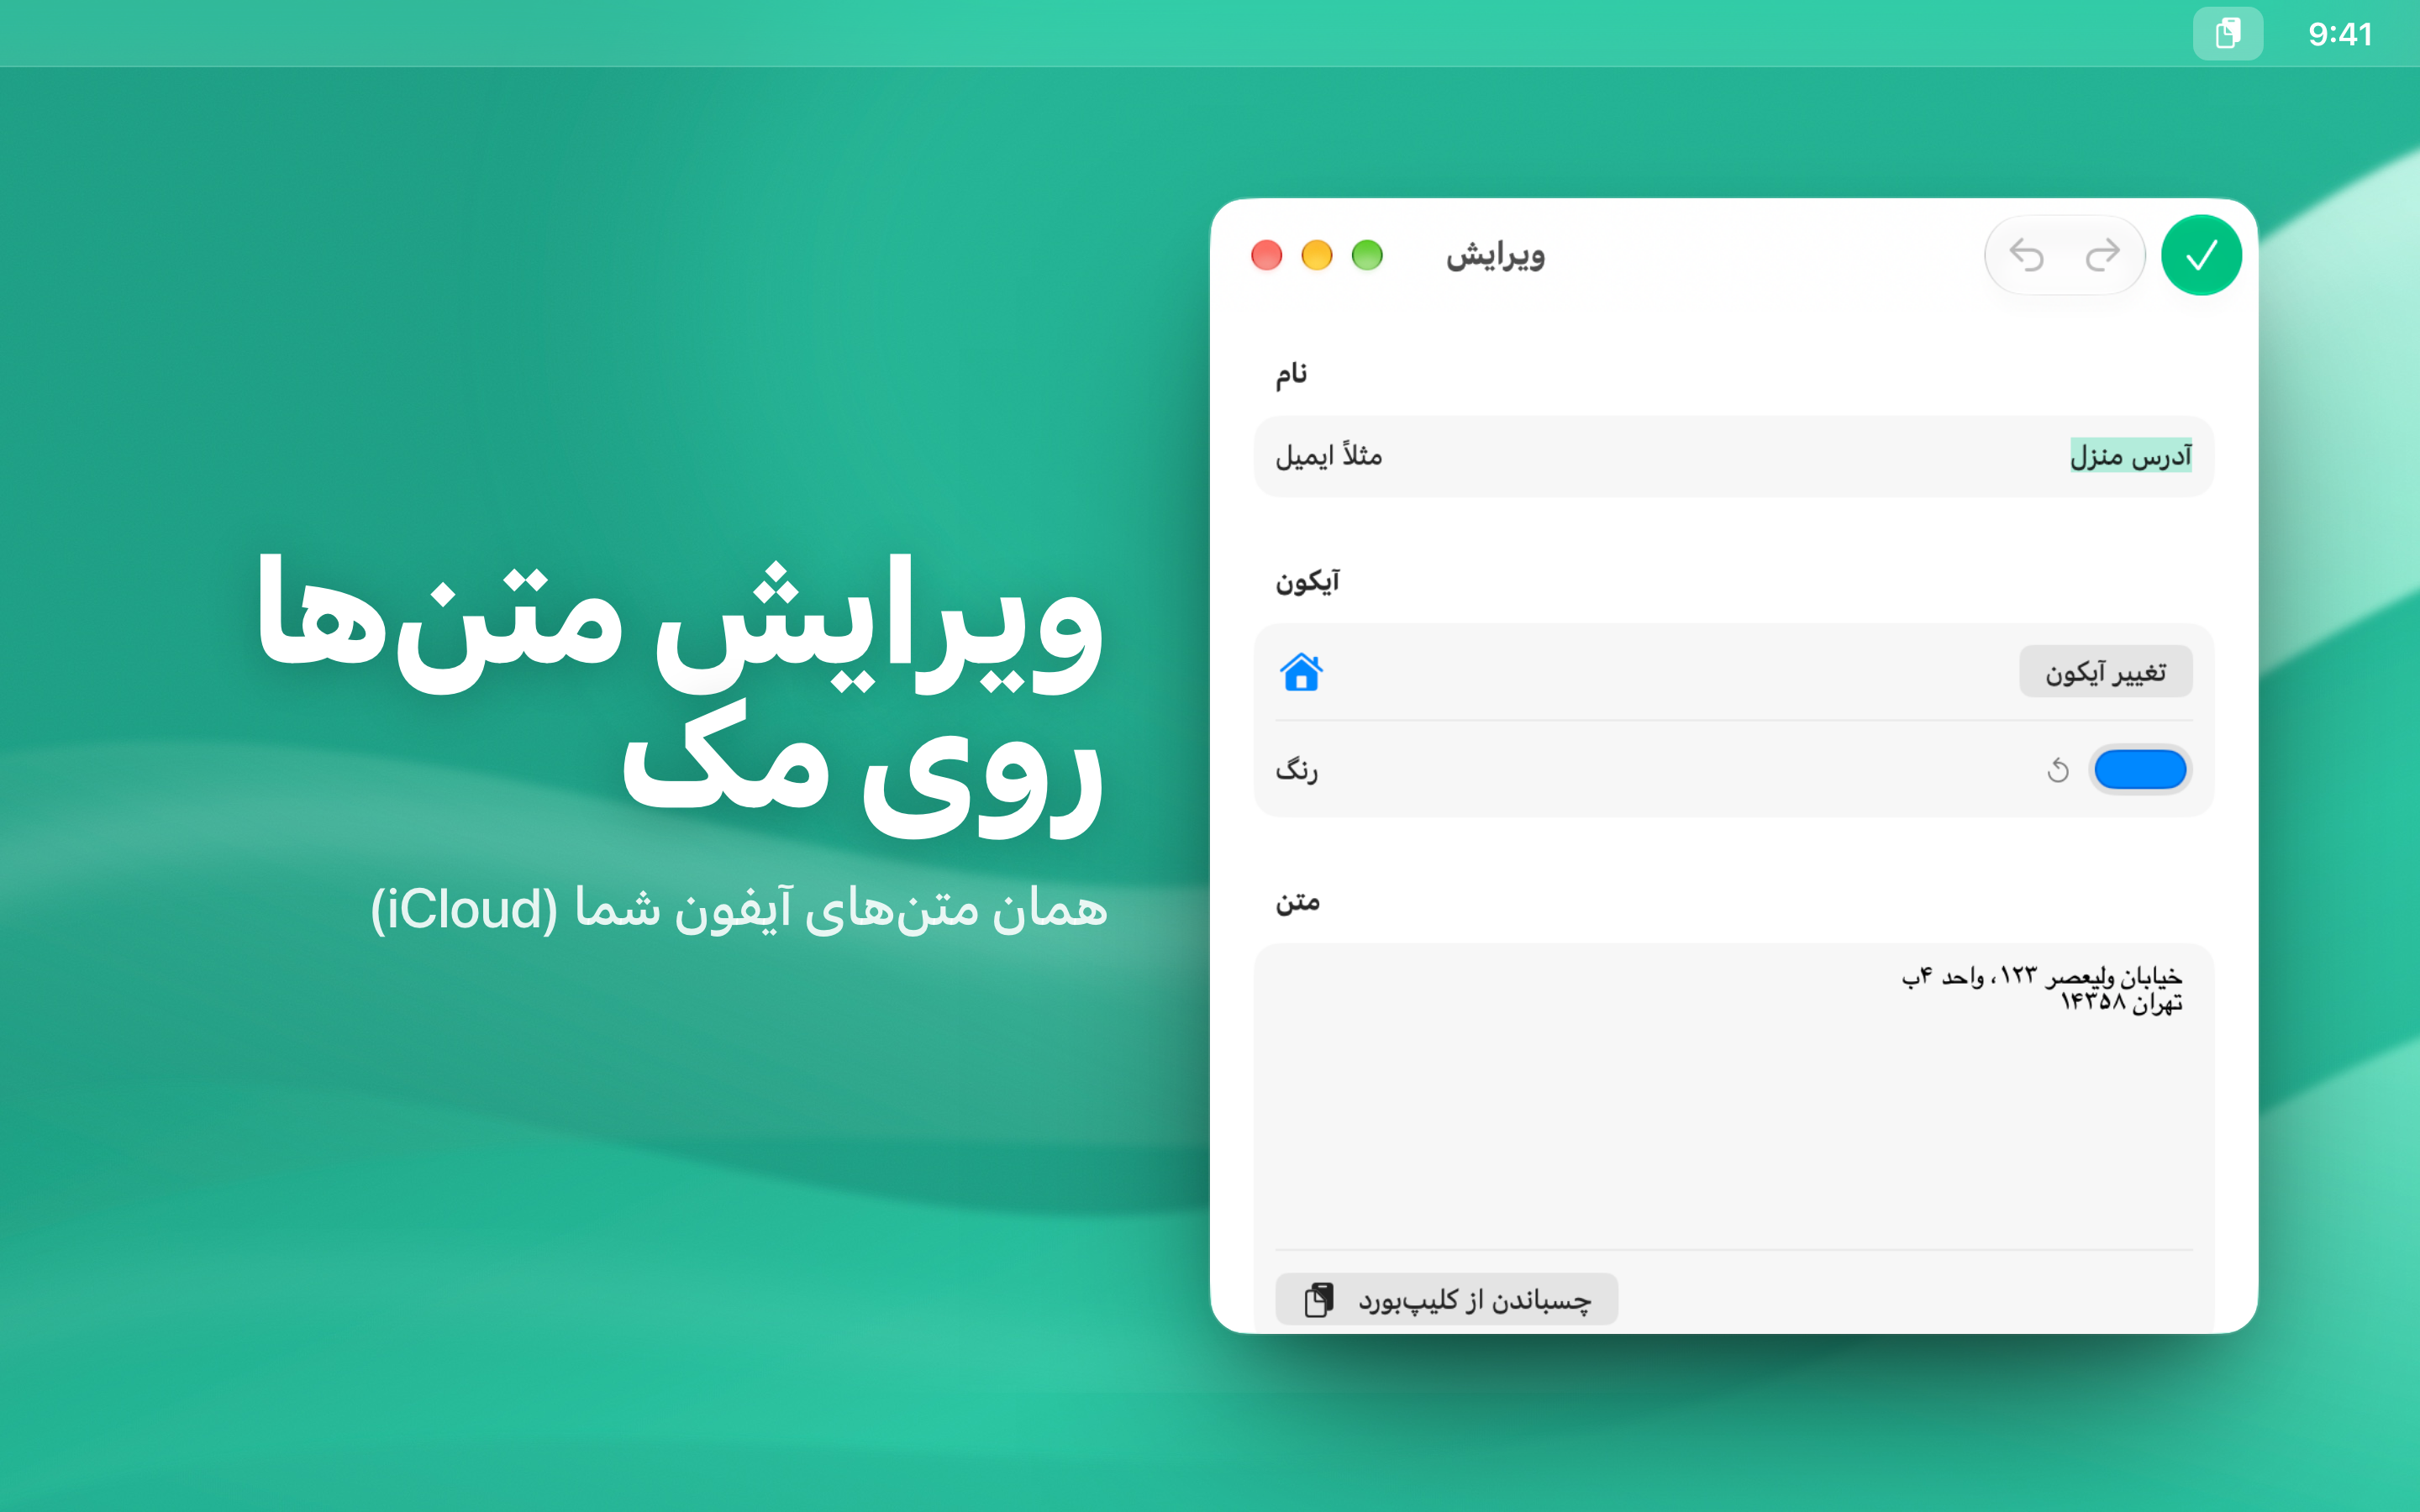 9:41
ویرایش متن‌ها
روی مک
همان متن‌های آیفون شما (iCloud)
ویرایش
نام
مثلاً ایمیل
آدرس منزل
آیکون
تغییر آیکون
رنگ
متن
خیابان ولیعصر ۱۲۳، واحد ۴ب
تهران ۱۴۳۵۸
چسباندن از کلیپ‌بورد